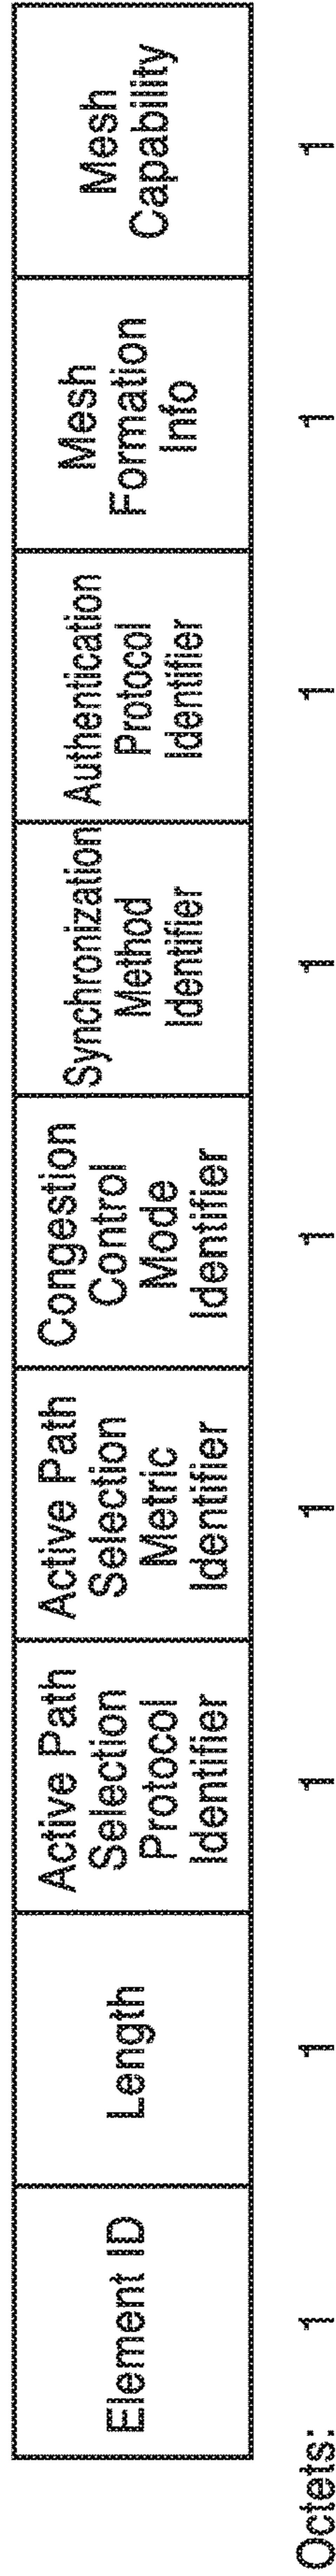 Element ID
Length
Active Path
Selection
Protocol
Identifier
Active Path
Selection
Metric
Identifier
Congestion
Control
Mode
Identifier
Synchronization
Method
Identifier
Authentication
Protocol
Identifier
Mesh
Formation
Info
Mesh
Capability
Octets: 1 1 1 1 1 1 1 1 1